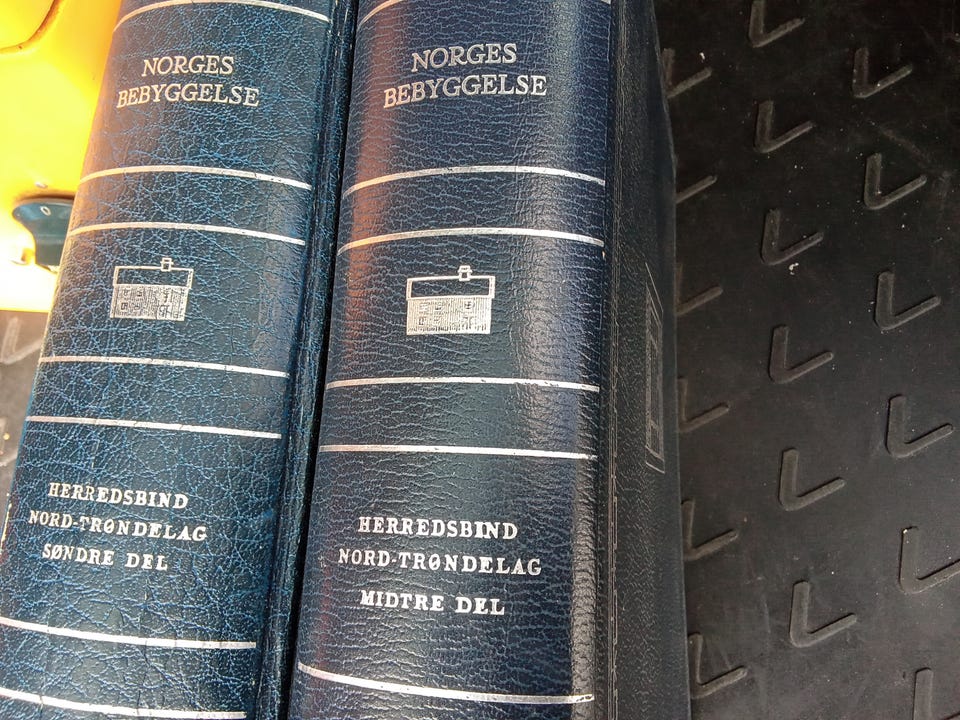 NORGES
BEBYGGELSE
HERREDSBIND
NORD-TRØNDELAG
SØNDRE DEL
NORGES
BEBYGGELSE
HERREDSBIND
NORD-TRØNDELAG
MIDTRE DEL